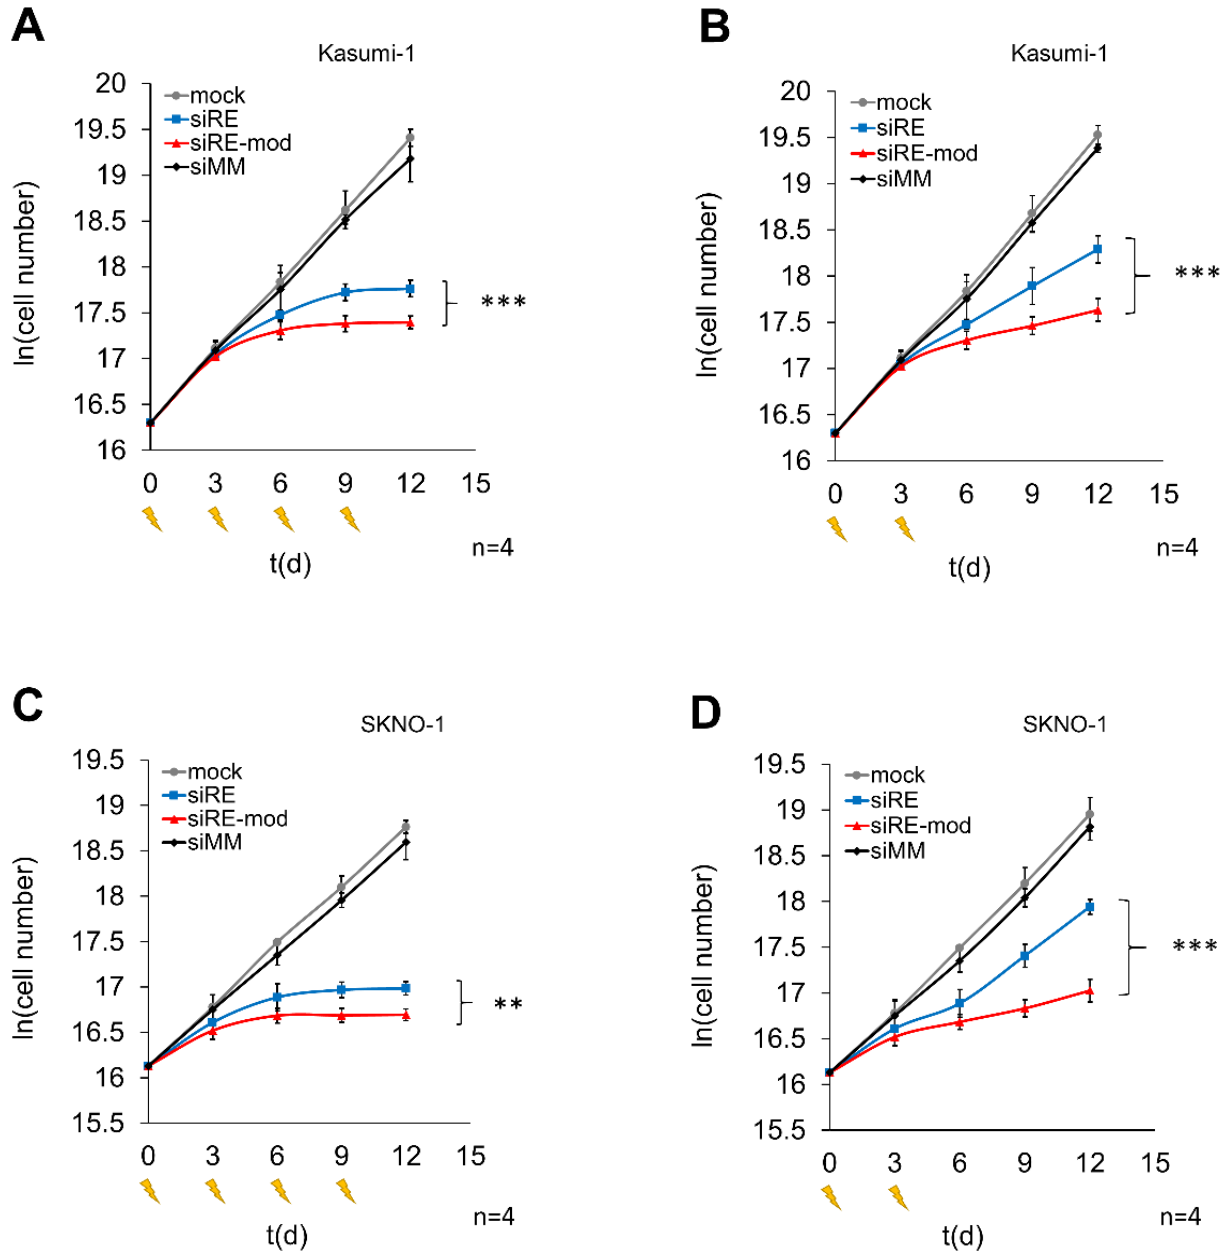 A
Kasumi-1
ln(cell number)
20
19.5
19
18.5
18
17.5
17
16.5
16
mock
siRE
siRE-mod
siMM
***
0 3 6 9 12 15
t(d)
n=4
B
Kasumi-1
ln(cell number)
20
19.5
19
18.5
18
17.5
17
16.5
16
mock
siRE
siRE-mod
siMM
***
0 3 6 9 12 15
t(d)
n=4
C
SKNO-1
ln(cell number)
19.5
19
18.5
18
17.5
17
16.5
16
15.5
mock
siRE
siRE-mod
siMM
**
0 3 6 9 12 15
t(d)
n=4
D
SKNO-1
ln(cell number)
19.5
19
18.5
18
17.5
17
16.5
16
15.5
mock
siRE
siRE-mod
siMM
***
0 3 6 9 12 15
t(d)
n=4